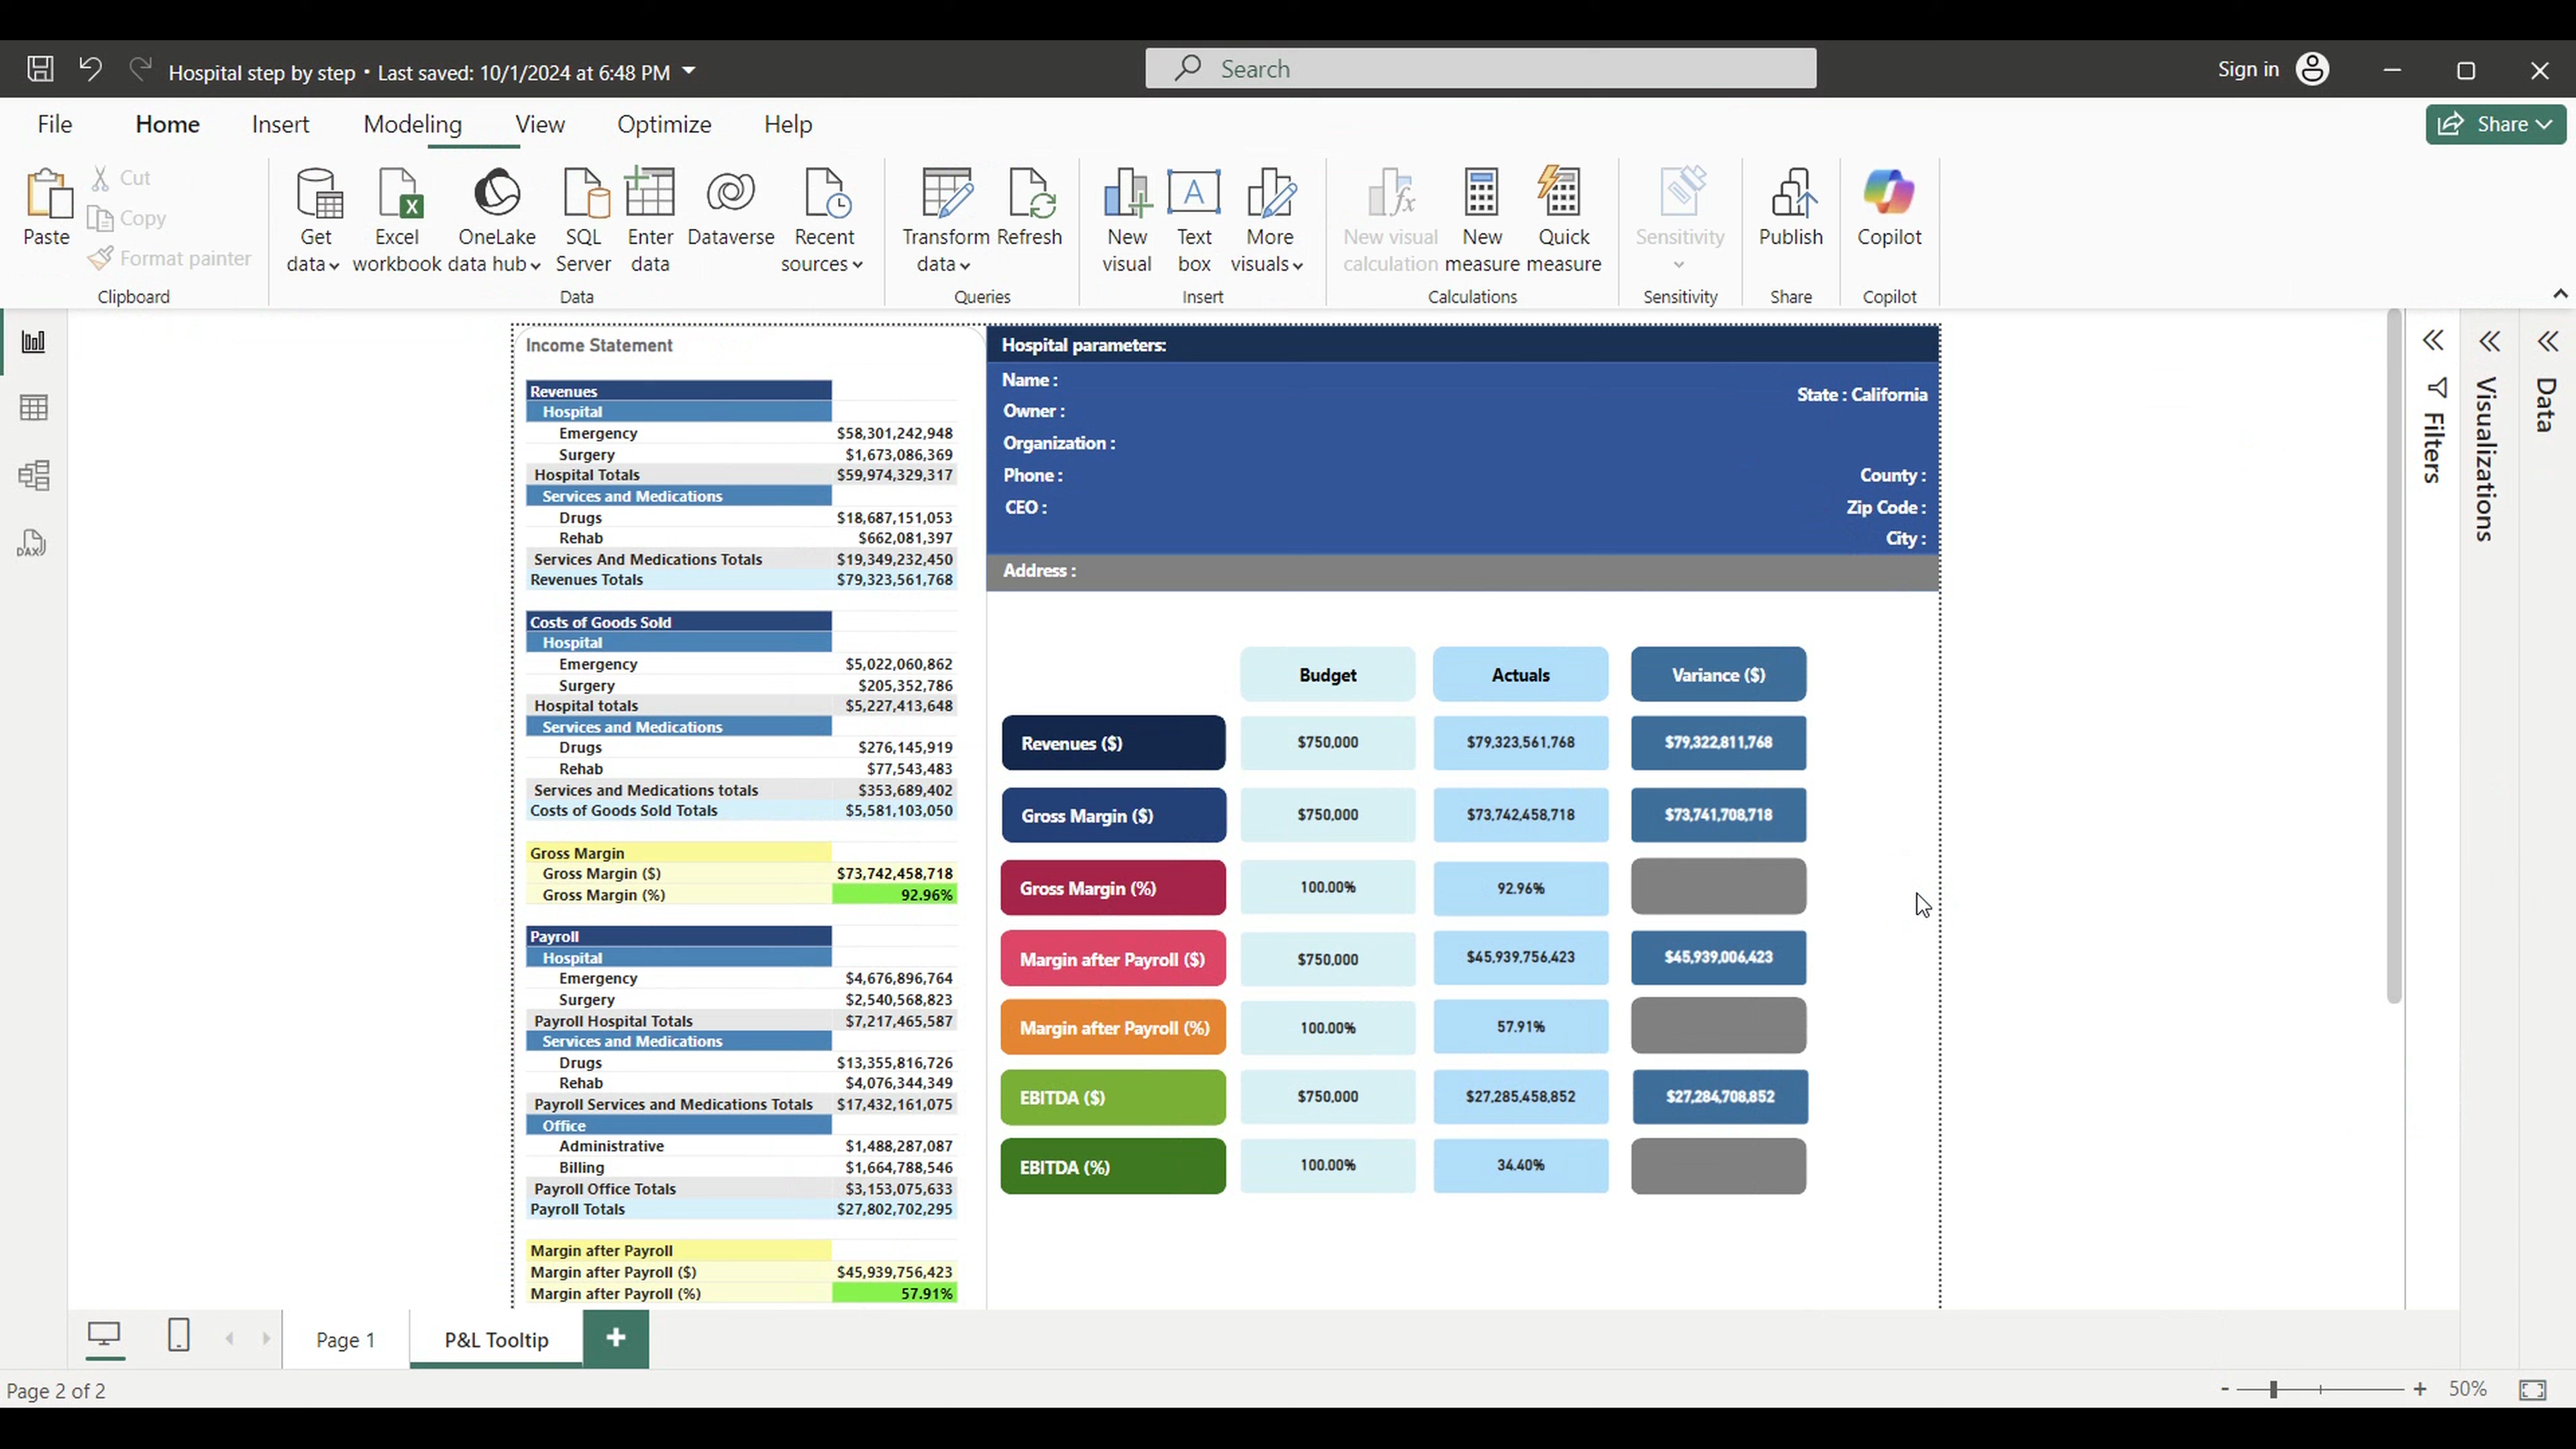 Hospital step by step • Last saved: 10/1/2024 at 6:48 PM
Search
Sign in
File Home Insert Modeling View Optimize Help
Share
Paste
Cut
Copy
Format painter
Clipboard
Get data
Excel workbook
OneLake data hub
SQL Server
Enter data
Dataverse
Recent sources
Data
Transform data
Refresh
Queries
New visual
Text box
More visuals
Insert
New visual calculation
New measure
Quick measure
Calculations
Sensitivity
Sensitivity
Publish
Share
Copilot
Copilot
DAX
Income Statement
Revenues
Hospital
Emergency $58,301,242,948
Surgery $1,673,086,369
Hospital Totals $59,974,329,317
Services and Medications
Drugs $18,687,151,053
Rehab $662,081,397
Services And Medications Totals $19,349,232,450
Revenues Totals $79,323,561,768
Costs of Goods Sold
Hospital
Emergency $5,022,060,862
Surgery $205,352,786
Hospital totals $5,227,413,648
Services and Medications
Drugs $276,145,919
Rehab $77,543,483
Services and Medications totals $353,689,402
Costs of Goods Sold Totals $5,581,103,050
Gross Margin
Gross Margin ($) $73,742,458,718
Gross Margin (%) 92.96%
Payroll
Hospital
Emergency $4,676,896,764
Surgery $2,540,568,823
Payroll Hospital Totals $7,217,465,587
Services and Medications
Drugs $13,355,816,726
Rehab $4,076,344,349
Payroll Services and Medications Totals $17,432,161,075
Office
Administrative $1,488,287,087
Billing $1,664,788,546
Payroll Office Totals $3,153,075,633
Payroll Totals $27,802,702,295
Margin after Payroll
Margin after Payroll ($) $45,939,756,423
Margin after Payroll (%) 57.91%
Hospital parameters:
Name :
State : California
Owner :
Organization :
Phone : County :
CEO : Zip Code :
City :
Address :
Budget Actuals Variance ($)
Revenues ($) $750,000 $79,323,561,768 $79,322,811,768
Gross Margin ($) $750,000 $73,742,458,718 $73,741,708,718
Gross Margin (%) 100.00% 92.96%
Margin after Payroll ($) $750,000 $45,939,756,423 $45,939,006,423
Margin after Payroll (%) 100.00% 57.91%
EBITDA ($) $750,000 $27,285,458,852 $27,284,708,852
EBITDA (%) 100.00% 34.40%
Filters
Visualizations
Data
Page 1 P&L Tooltip +
Page 2 of 2
- + 50%